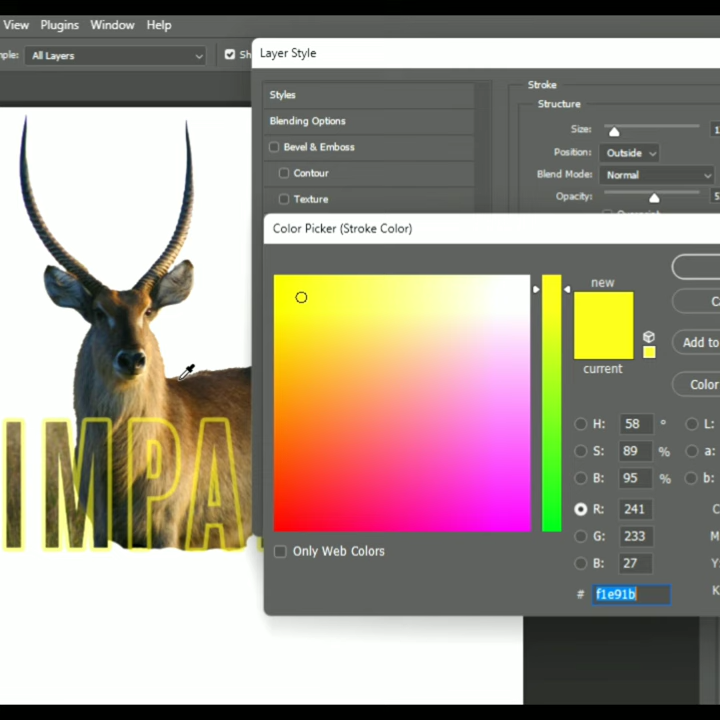 View Plugins Window Help
All Layers
Layer Style
Styles
Blending Options
Bevel & Emboss
Contour
Texture
Stroke
Structure
Size:
Position: Outside
Blend Mode: Normal
Opacity:
Color Picker (Stroke Color)
new
current
Add to
Color
H: 58 °
S: 89 %
B: 95 %
R: 241
G: 233
B: 27
L:
a:
b:
# f1e91b
Only Web Colors
IMPA